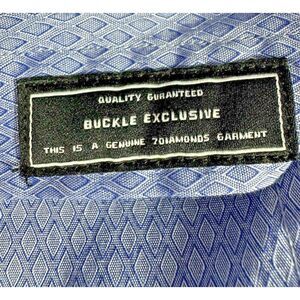 QUALITY GURANTEED
BUCKLE EXCLUSIVE
THIS IS A GENUINE 7DIAMONDS GARMENT